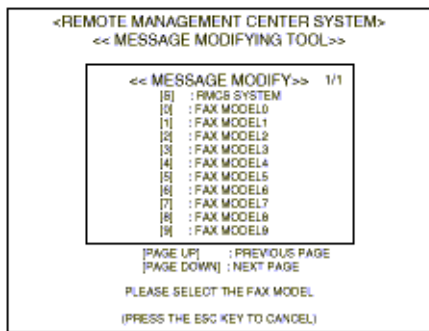 <REMOTE MANAGEMENT CENTER SYSTEM>
<< MESSAGE MODIFYING TOOL>>
<< MESSAGE MODIFY>> 1/1
[S] : RMCS SYSTEM
[0] : FAX MODEL0
[1] : FAX MODEL1
[2] : FAX MODEL2
[3] : FAX MODEL3
[4] : FAX MODEL4
[5] : FAX MODEL5
[6] : FAX MODEL6
[7] : FAX MODEL7
[8] : FAX MODEL8
[9] : FAX MODEL9
[PAGE UP] : PREVIOUS PAGE
[PAGE DOWN] : NEXT PAGE
PLEASE SELECT THE FAX MODEL
(PRESS THE ESC KEY TO CANCEL)